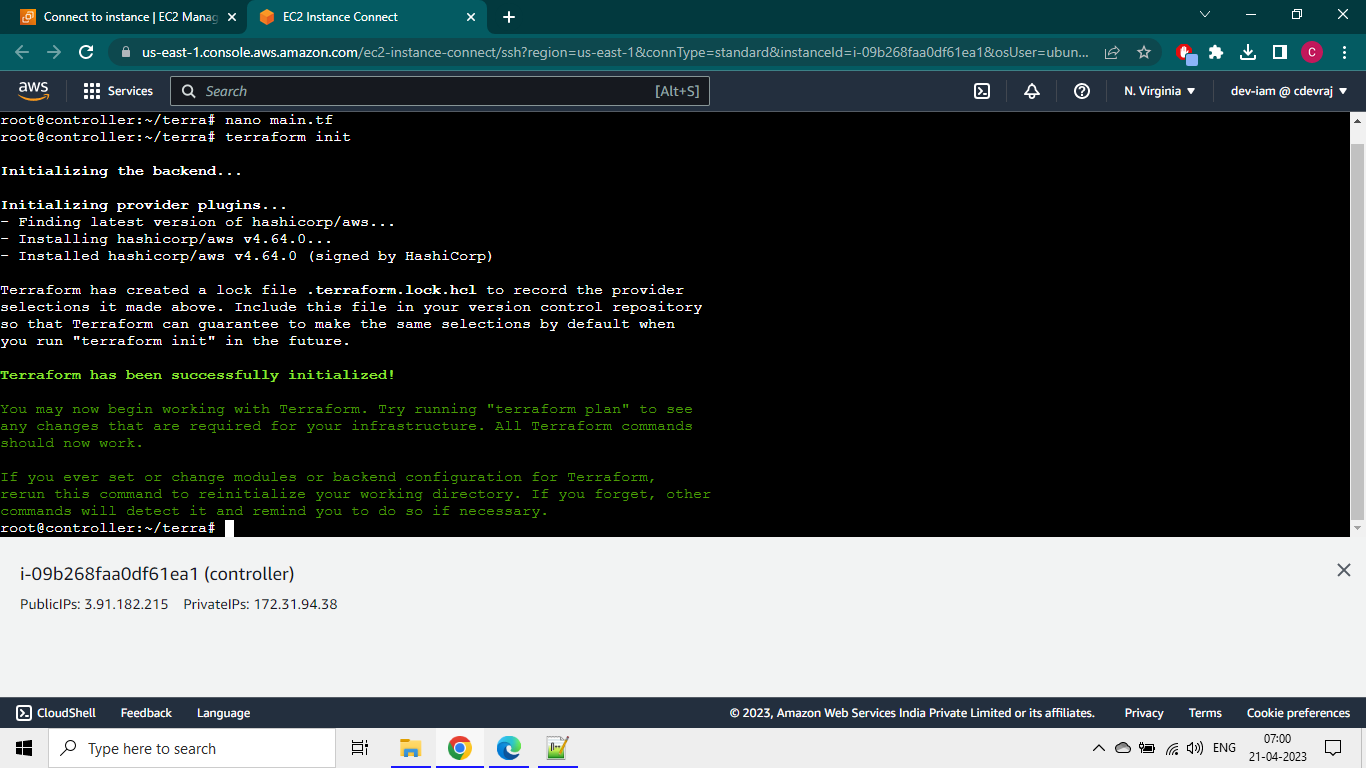 Connect to instance | EC2 Manag
EC2 Instance Connect
us-east-1.console.aws.amazon.com/ec2-instance-connect/ssh?region=us-east-1&connType=standard&instanceId=i-09b268faa0df61ea1&osUser=ubun...
C
aws
Services
Search
[Alt+S]
N. Virginia
dev-iam @ cdevraj
root@controller:~/terra# nano main.tf
root@controller:~/terra# terraform init
Initializing the backend...
Initializing provider plugins...
- Finding latest version of hashicorp/aws...
- Installing hashicorp/aws v4.64.0...
- Installed hashicorp/aws v4.64.0 (signed by HashiCorp)
Terraform has created a lock file .terraform.lock.hcl to record the provider
selections it made above. Include this file in your version control repository
so that Terraform can guarantee to make the same selections by default when
you run "terraform init" in the future.
Terraform has been successfully initialized!
You may now begin working with Terraform. Try running "terraform plan" to see
any changes that are required for your infrastructure. All Terraform commands
should now work.
If you ever set or change modules or backend configuration for Terraform,
rerun this command to reinitialize your working directory. If you forget, other
commands will detect it and remind you to do so if necessary.
root@controller:~/terra#
i-09b268faa0df61ea1 (controller)
PublicIPs: 3.91.182.215 PrivateIPs: 172.31.94.38
CloudShell
Feedback
Language
© 2023, Amazon Web Services India Private Limited or its affiliates.
Privacy
Terms
Cookie preferences
Type here to search
ENG
07:00
21-04-2023